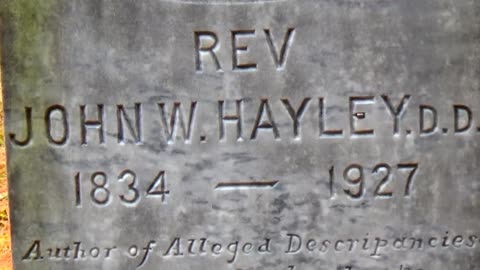 REV
JOHN W. HAYLEY. D. D.
1834 — 1927
Author of Alleged Descripancies